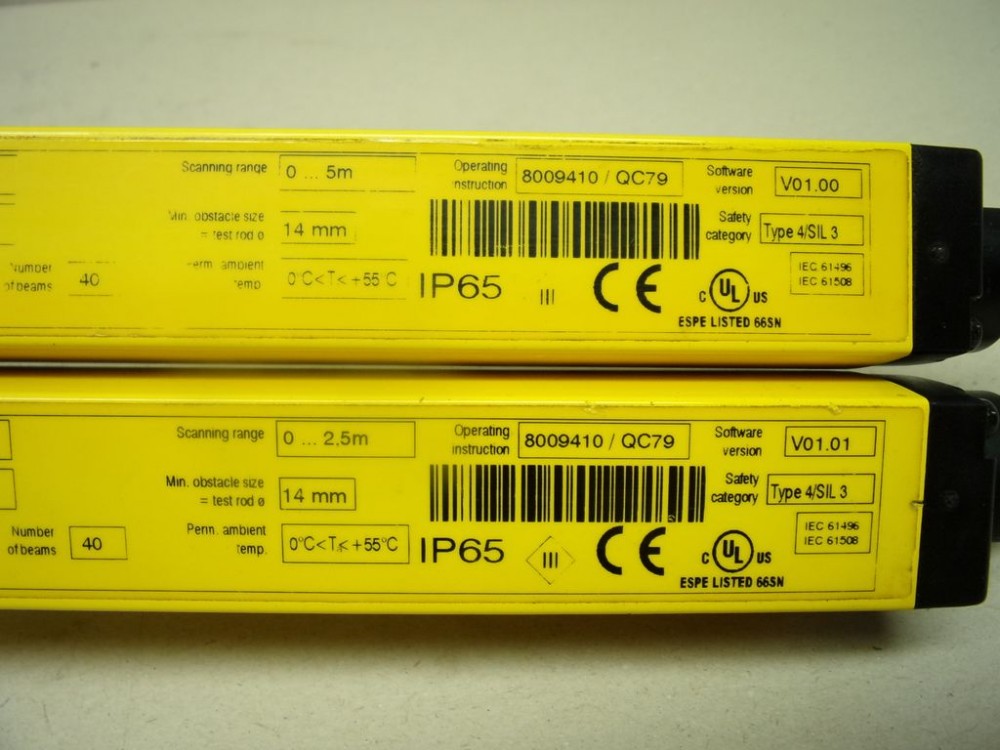 Scanning range 0 ... 5m Operating instruction 8009410 / QC79 Software version V01.00
Min. obstacle size = test rod ø 14 mm Safety category Type 4/SIL 3
Number of beams 40 Perm. ambient temp. 0°C<T<+55°C IP65 III CE C UL US IEC 61496
IEC 61508
ESPE LISTED 66SN
Scanning range 0 ... 2,5m Operating instruction 8009410 / QC79 Software version V01.01
Min. obstacle size = test rod ø 14 mm Safety category Type 4/SIL 3
Number of beams 40 Perm. ambient temp. 0°C<T<+55°C IP65 III CE C UL US IEC 61496
IEC 61508
ESPE LISTED 66SN